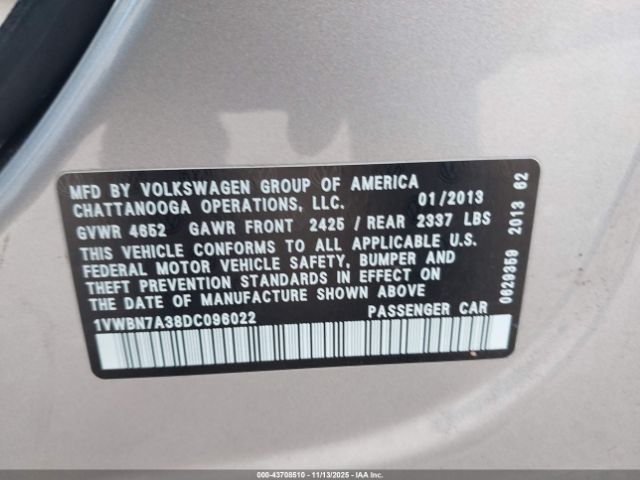 MFD BY VOLKSWAGEN GROUP OF AMERICA
CHATTANOOGA OPERATIONS, LLC. 01/2013
GVWR 4652 GAWR FRONT 2425 / REAR 2337 LBS
THIS VEHICLE CONFORMS TO ALL APPLICABLE U.S.
FEDERAL MOTOR VEHICLE SAFETY, BUMPER AND
THEFT PREVENTION STANDARDS IN EFFECT ON
THE DATE OF MANUFACTURE SHOWN ABOVE
1VWBN7A38DC096022 PASSENGER CAR
0629359 2013 62
000-43708510 - 11/13/2025 - IAA Inc.